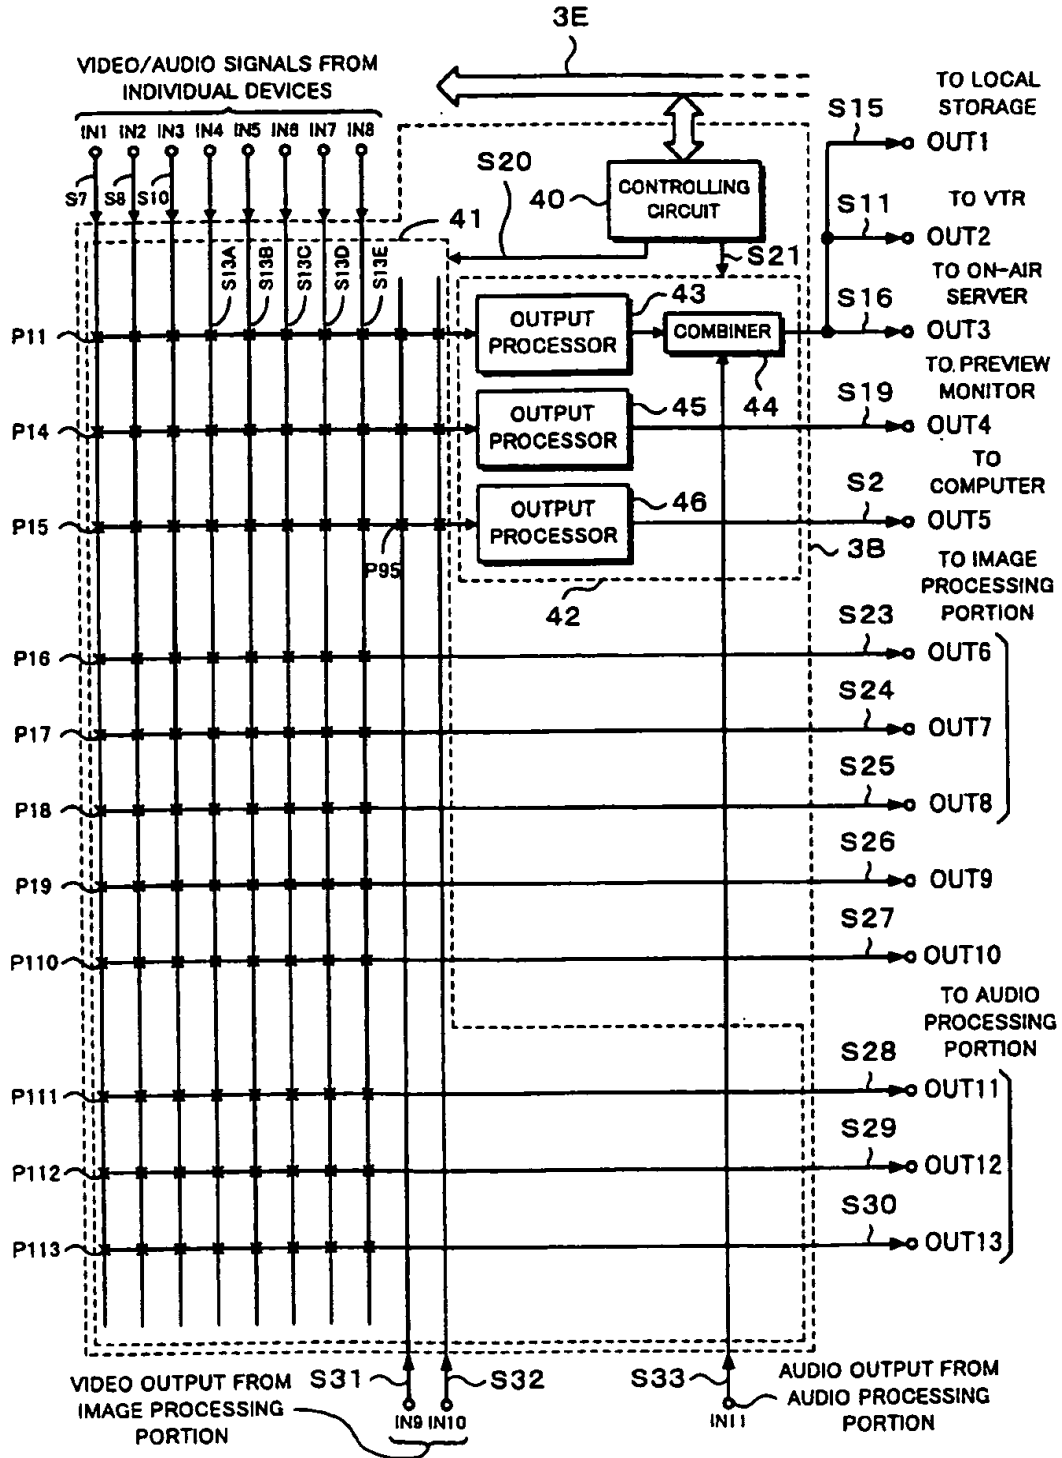 3E
VIDEO/AUDIO SIGNALS FROM
INDIVIDUAL DEVICES
TO LOCAL
STORAGE
IN1 IN2 IN3 IN4 IN5 IN6 IN7 IN8
S15
OUT1
S20
40
CONTROLLING
CIRCUIT
S7 S8 S10
TO VTR
S11
OUT2
41
S13A S13B S13C S13D S13E
S21
TO ON-AIR
SERVER
P11
OUTPUT
PROCESSOR
43
COMBINER
S16
OUT3
TO PREVIEW
MONITOR
P14
OUTPUT
PROCESSOR
45
44
S19
OUT4
TO
COMPUTER
P15
P95
OUTPUT
PROCESSOR
46
S2
OUT5
3B
42
TO IMAGE
PROCESSING
PORTION
P16
S23
OUT6
P17
S24
OUT7
P18
S25
OUT8
P19
S26
OUT9
P110
S27
OUT10
TO AUDIO
PROCESSING
PORTION
P111
S28
OUT11
P112
S29
OUT12
P113
S30
OUT13
VIDEO OUTPUT FROM
IMAGE PROCESSING
PORTION
S31
S32
S33
IN9 IN10
IN11
AUDIO OUTPUT FROM
AUDIO PROCESSING
PORTION